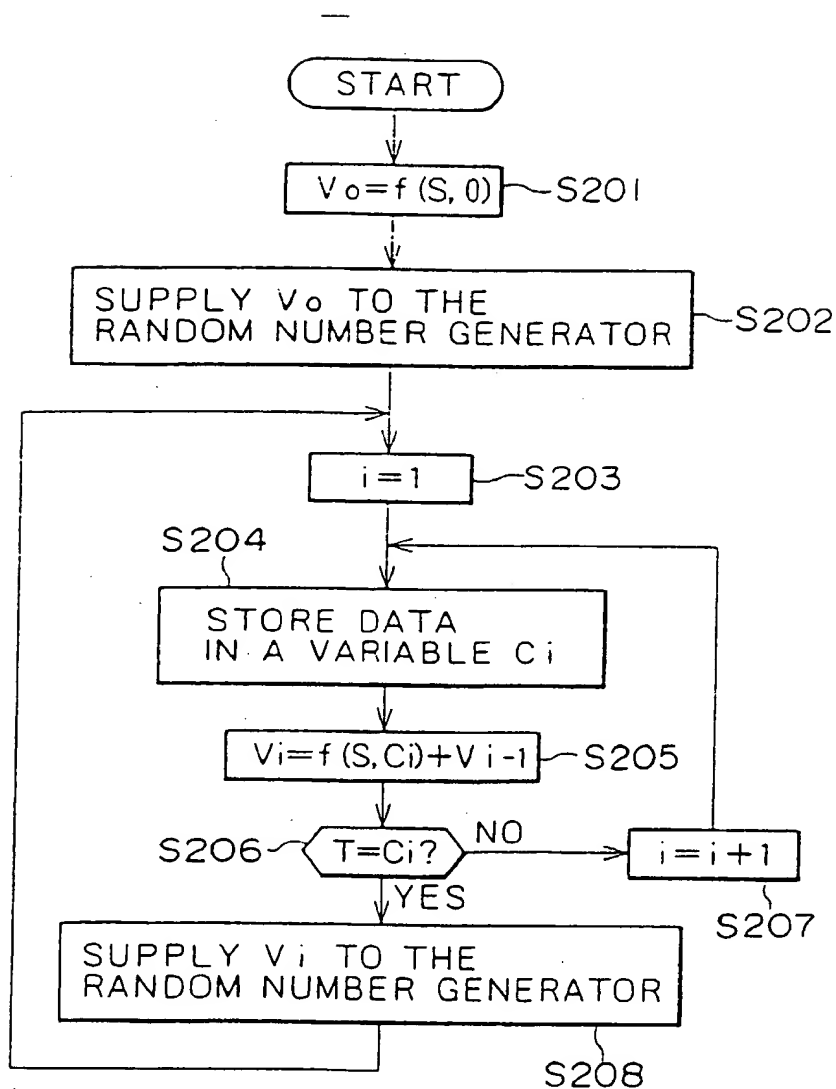 START
Vo=f(S,0)
S201
SUPPLY Vo TO THE
RANDOM NUMBER GENERATOR
S202
i=1
S203
S204
STORE DATA
IN A VARIABLE Ci
Vi=f(S,Ci)+Vi-1
S205
S206
T=Ci?
NO
i=i+1
S207
YES
SUPPLY Vi TO THE
RANDOM NUMBER GENERATOR
S208